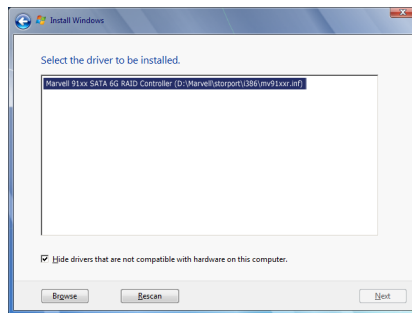 Install Windows
Select the driver to be installed.
Marvell 91xx SATA 6G RAID Controller (D:\Marvell\storport\i386\mv91xxr.inf)
Hide drivers that are not compatible with hardware on this computer.
Browse Rescan Next